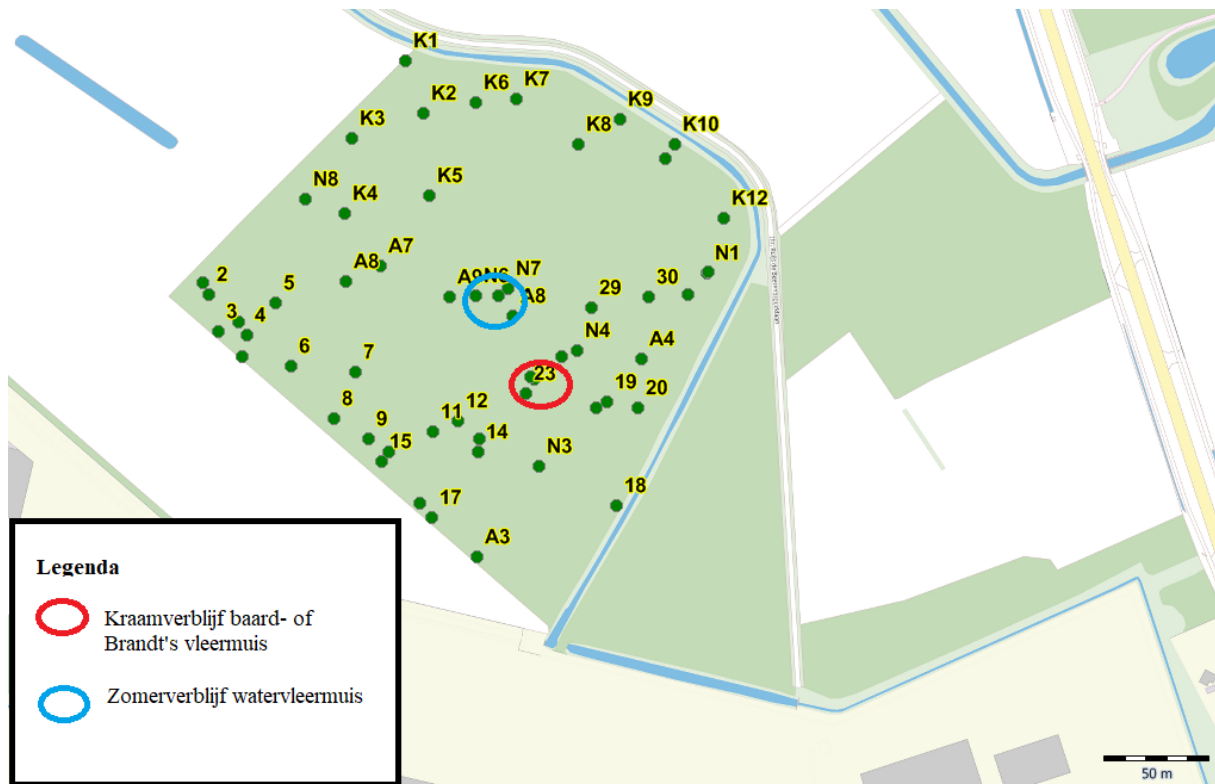 K1
K6
K7
K2
K9
K3
K8
K10
N8
K4
K5
K12
A7
A8
N1
2
5
A9
N6
N7
A8
29
30
3
4
N4
6
7
A4
23
8
12
19
20
11
9
14
15
N3
17
18
A3
Legenda
Kraamverblijf baard- of
Brandt's vleermuis
Zomerverblijf watervleermuis
50 m